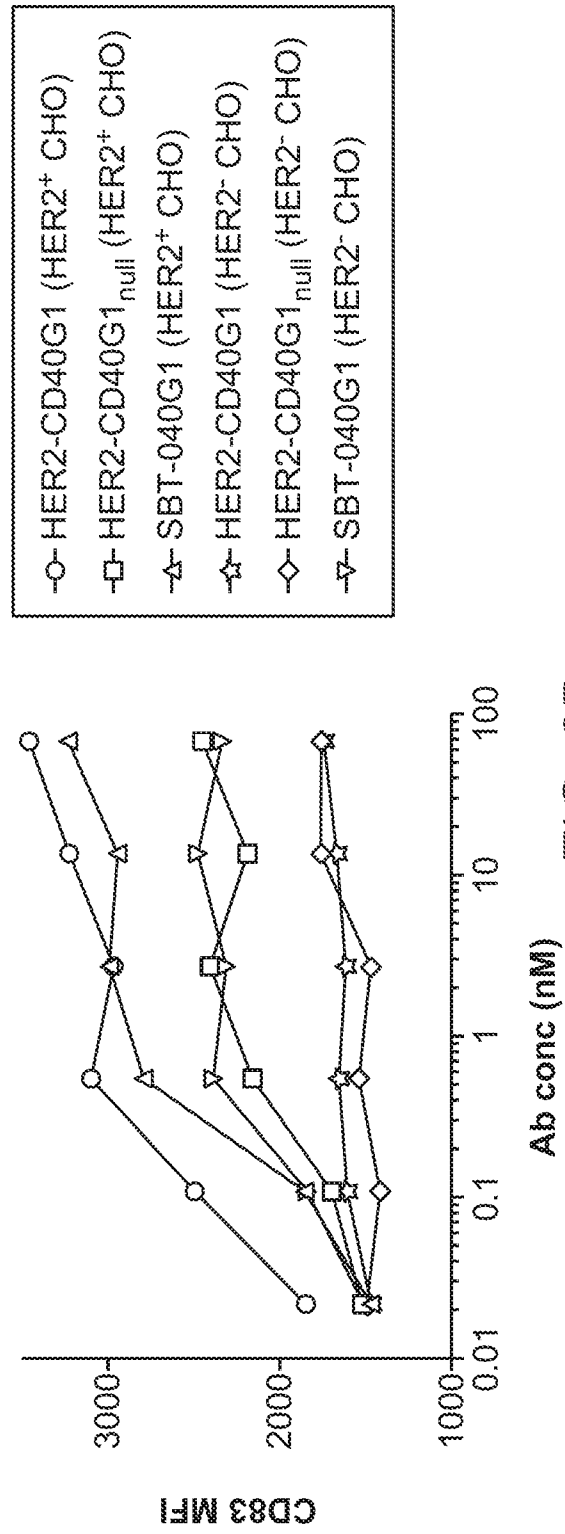 CD83 MFI
3000
2000
1000
0.01
0.1
1
10
100
Ab conc (nM)
HER2-CD40G1 (HER2⁺ CHO)
HER2-CD40G1null (HER2⁺ CHO)
SBT-040G1 (HER2⁺ CHO)
HER2-CD40G1 (HER2⁻ CHO)
HER2-CD40G1null (HER2⁻ CHO)
SBT-040G1 (HER2⁻ CHO)